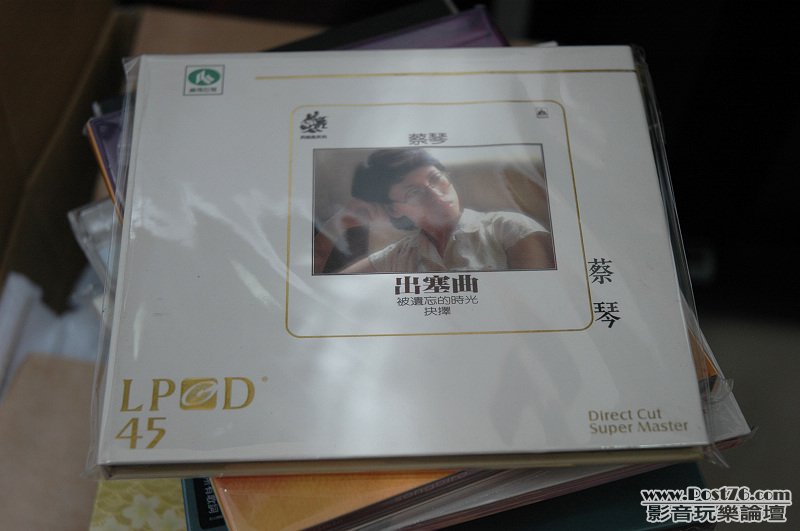 蔡琴
出塞曲
被遺忘的時光
抉擇
蔡琴
LPCD
45
Direct Cut
Super Master
www.Post76.com
影音玩樂論壇